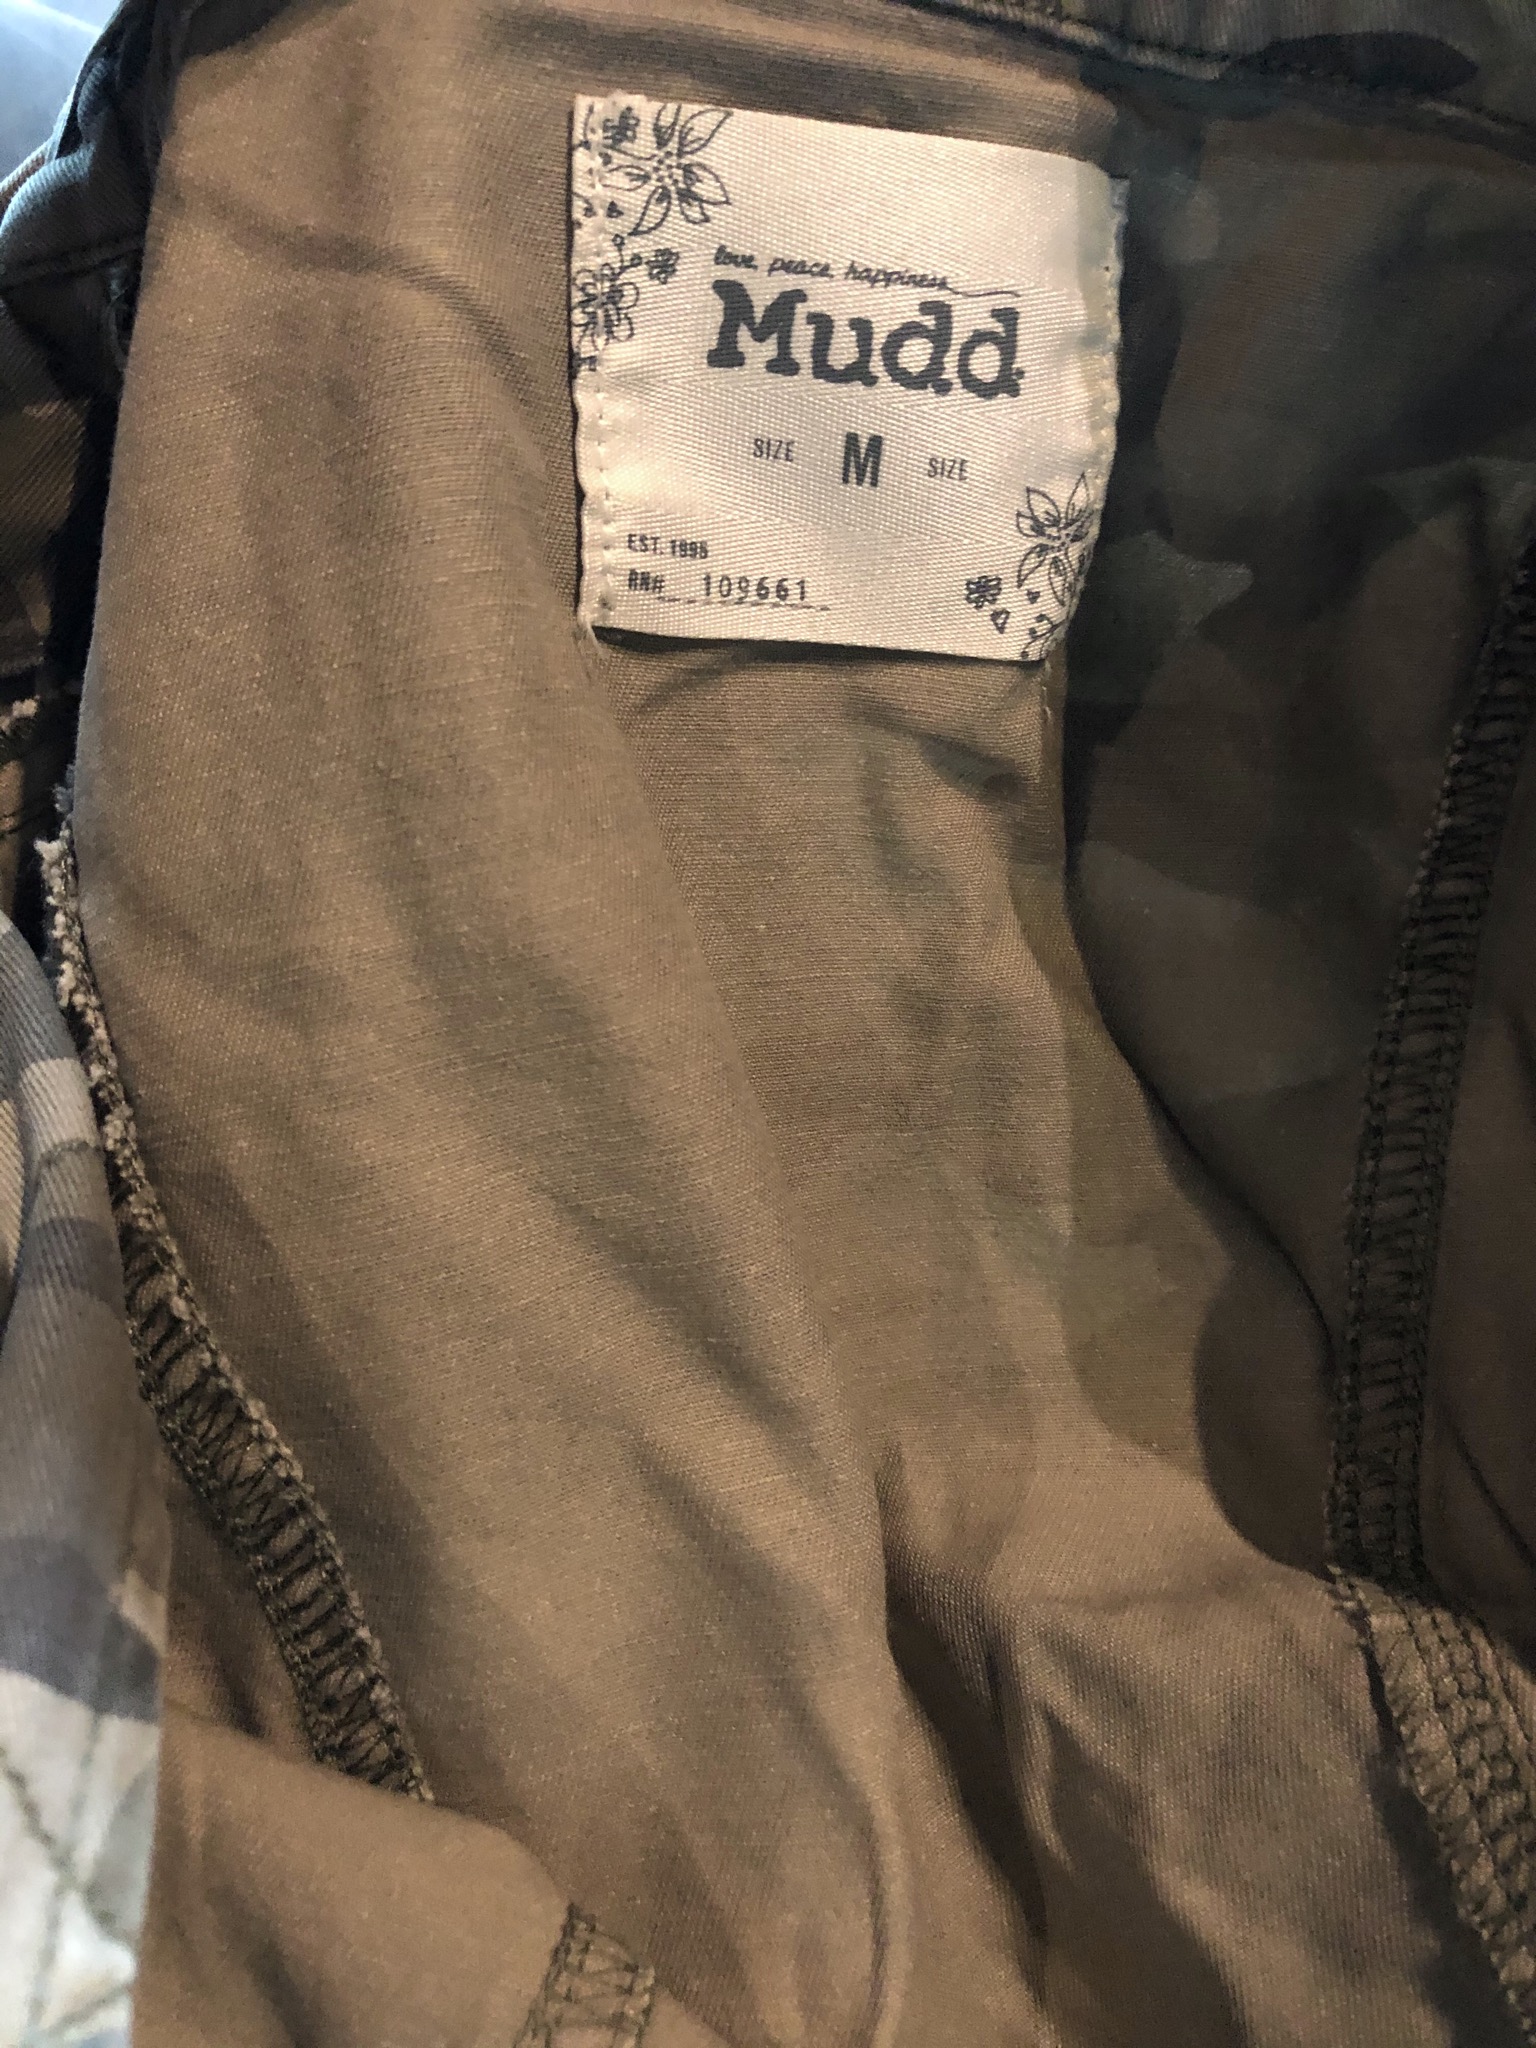 love peace happiness
Mudd
SIZE M SIZE
EST. 1995
RN# 109661